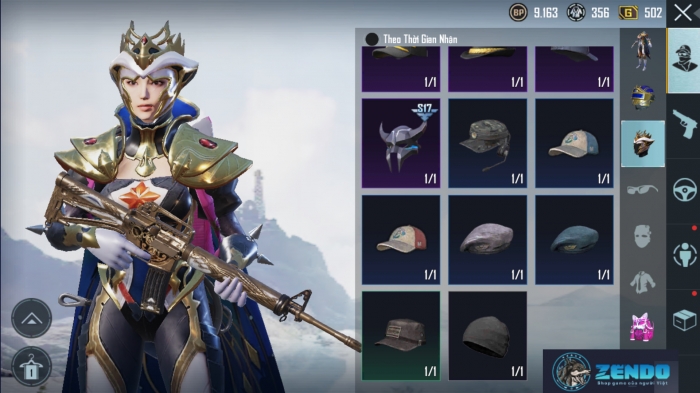 BP 9.163 356 G 502
Theo Thời Gian Nhận
1/1 1/1 1/1
S17
1/1 1/1 1/1
1/1 1/1 1/1
1/1 1/1
1
ZENDO
Shop game của người Việt